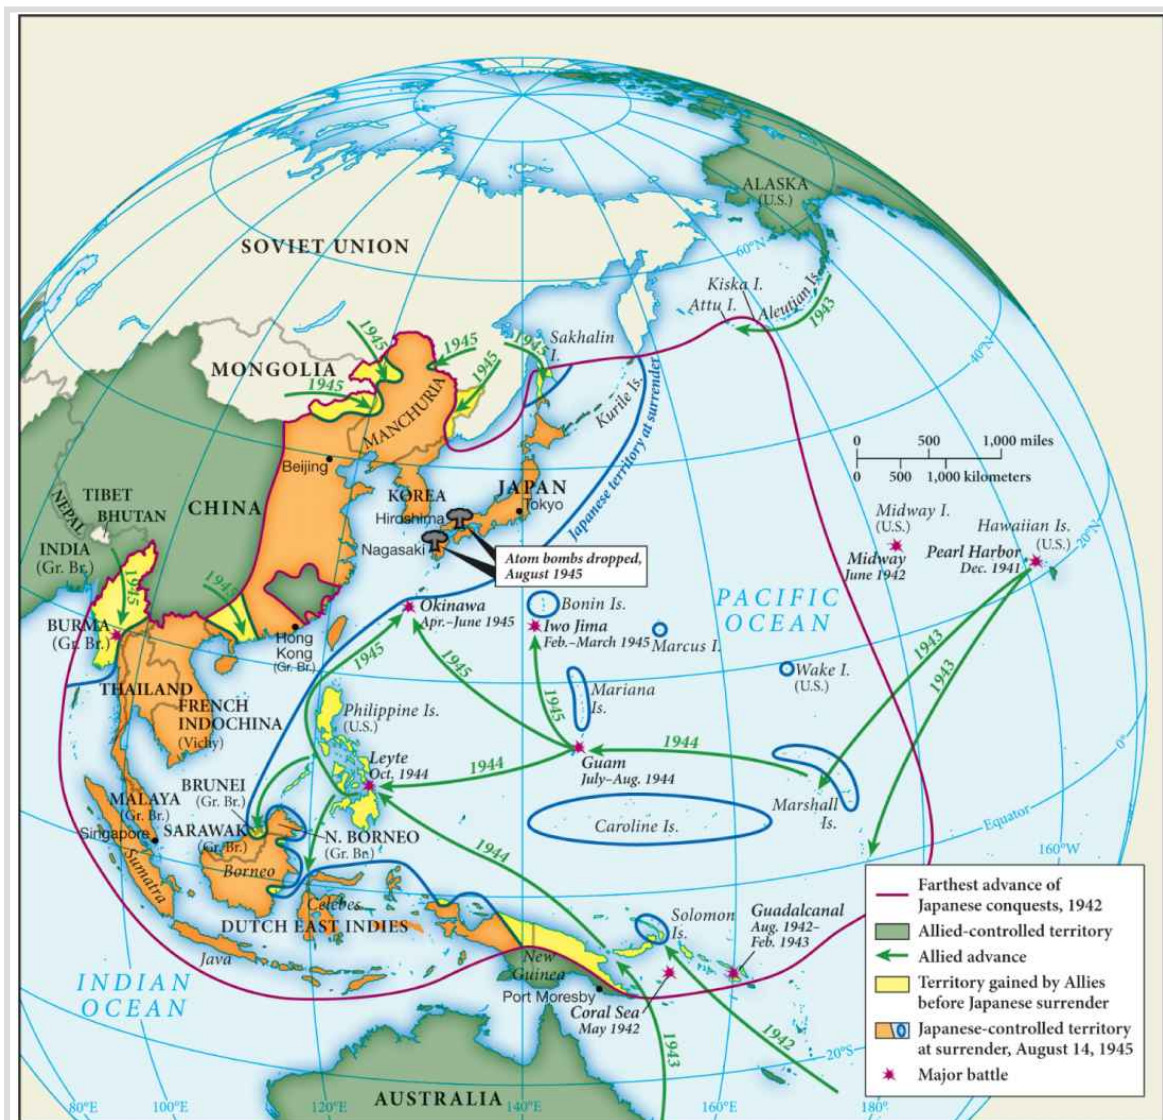 ALASKA
(U.S.)
SOVIET UNION
60°N
Kiska I.
Attu I.
Aleutian Is.
1943
Sakhalin
I.
1945
1945
1945
1945
1945
MONGOLIA
MANCHURIA
Kurile Is.
40°N
Japanese territory at surrender
0 500 1,000 miles
0 500 1,000 kilometers
Beijing
KOREA
JAPAN
Tokyo
Hiroshima
Nagasaki
TIBET
NEPAL
BHUTAN
CHINA
Midway I.
(U.S.)
Midway
June 1942
Hawaiian Is.
(U.S.)
20°N
Pearl Harbor
Dec. 1941
INDIA
(Gr. Br.)
Atom bombs dropped,
August 1945
1945
1945
BURMA
(Gr. Br.)
Hong
Kong
(Gr. Br.)
Okinawa
Apr.–June 1945
Bonin Is.
Iwo Jima
Feb.–March 1945
Marcus I.
PACIFIC
OCEAN
1943
1943
1945
1945
1945
Wake I.
(U.S.)
THAILAND
FRENCH
INDOCHINA
(Vichy)
Philippine Is.
(U.S.)
Mariana
Is.
Leyte
Oct. 1944
1944
Guam
July–Aug. 1944
1944
0°
BRUNEI
(Gr. Br.)
MALAYA
(Gr. Br.)
Singapore
SARAWAK
(Gr. Br.)
N. BORNEO
(Gr. Br.)
Marshall
Is.
Caroline Is.
Equator
160°W
1944
Sumatra
Borneo
Celebes
DUTCH EAST INDIES
Java
New
Guinea
Port Moresby
Solomon
Is.
Guadalcanal
Aug. 1942–
Feb. 1943
Coral Sea
May 1942
INDIAN
OCEAN
1943
1942
20°S
AUSTRALIA
80°E
100°E
120°E
140°E
160°E
180°
Farthest advance of
Japanese conquests, 1942
Allied-controlled territory
Allied advance
Territory gained by Allies
before Japanese surrender
Japanese-controlled territory
at surrender, August 14, 1945
Major battle